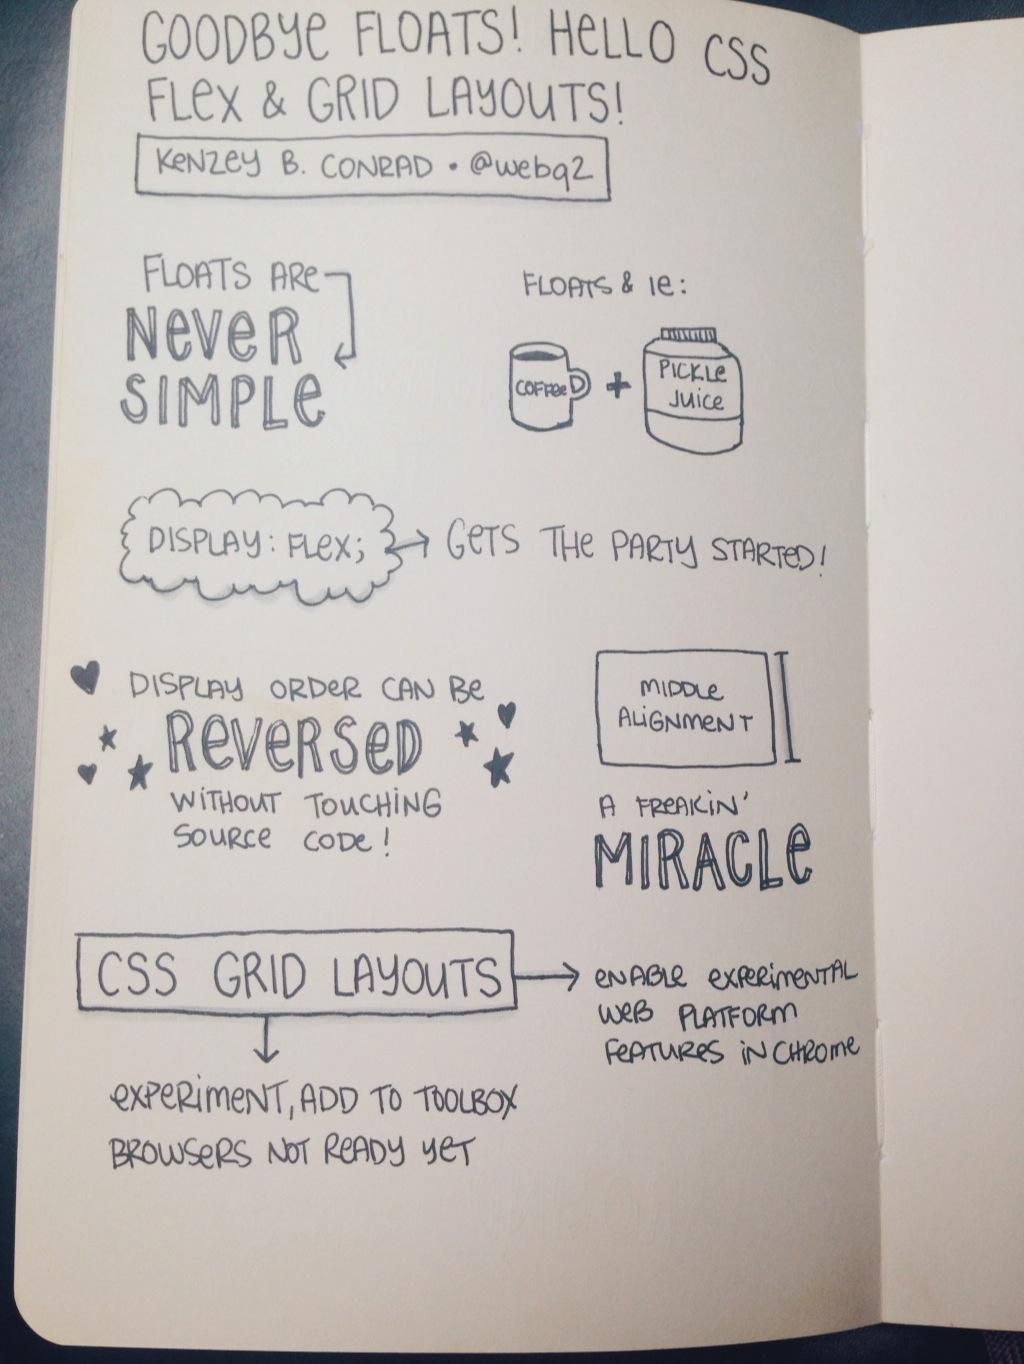 GOODBYE FLOATS! HELLO CSS
FLEX & GRID LAYOUTS!
KENZEY B. CONRAD • @webq2
FLOATS ARE
NEVER
SIMPLE
FLOATS & IE:
COFFEE
+
PICKLE
JUICE
DISPLAY: FLEX; → GETS THE PARTY STARTED!
DISPLAY ORDER CAN BE
REVERSED
WITHOUT TOUCHING
SOURCE CODE!
MIDDLE
ALIGNMENT
A FREAKIN'
MIRACLE
CSS GRID LAYOUTS
ENABLE EXPERIMENTAL
WEB PLATFORM
FEATURES IN CHROME
EXPERIMENT, ADD TO TOOLBOX
BROWSERS NOT READY YET